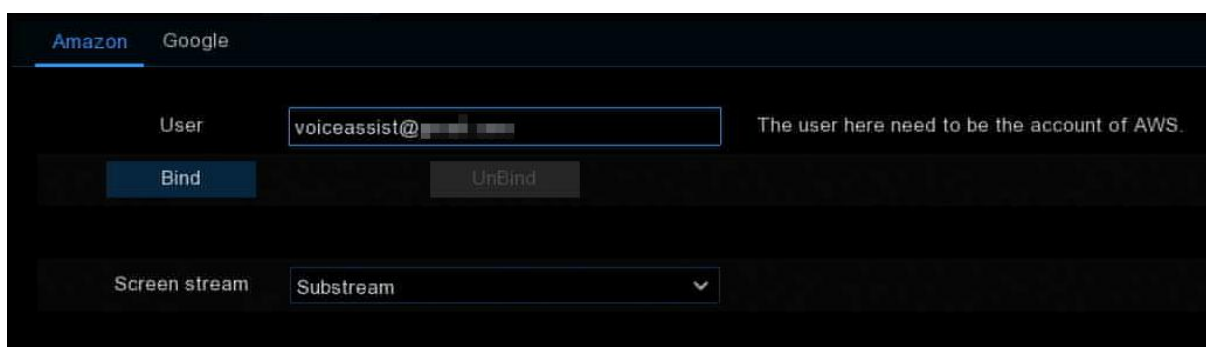 Amazon Google
User voiceassist@ The user here need to be the account of AWS.
Bind UnBind
Screen stream Substream